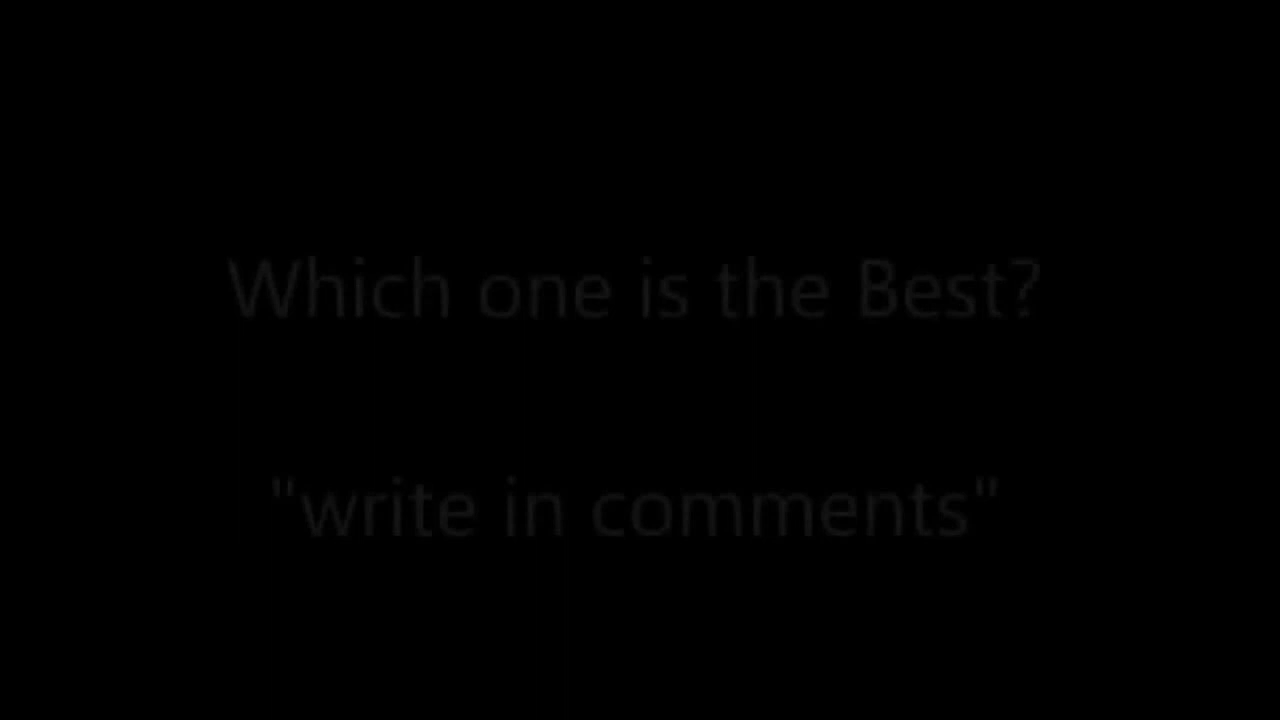 Which one is the Best?
"write in comments"